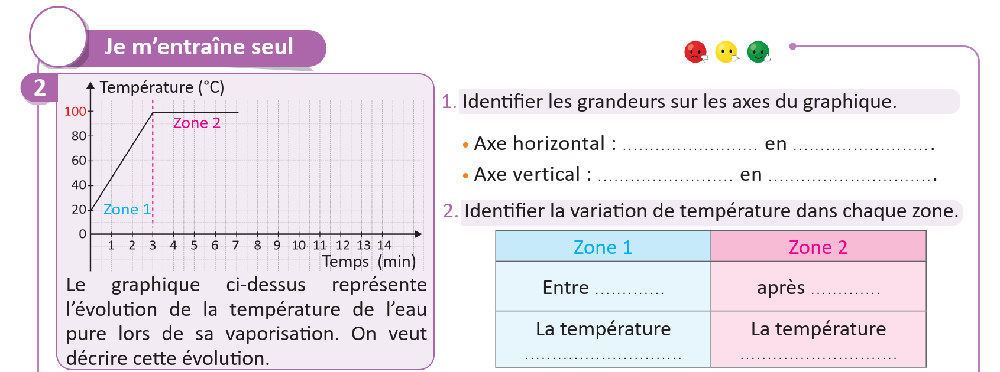 Je m'entraîne seul
2
Température (°C)
100
80
60
40
20
0
Zone 2
Zone 1
1 2 3 4 5 6 7 8 9 10 11 12 13 14
Temps (min)
Le graphique ci-dessus représente
l'évolution de la température de l'eau
pure lors de sa vaporisation. On veut
décrire cette évolution.
1. Identifier les grandeurs sur les axes du graphique.
• Axe horizontal : ......................... en ......................... .
• Axe vertical : ......................... en .............................. .
2. Identifier la variation de température dans chaque zone.
Zone 1 Zone 2
Entre ............. après .............
La température La température
............................. .............................